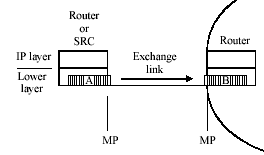 Router
or
SRC
Router
IP layer
Exchange
link
Lower
layer
A
B
MP
MP